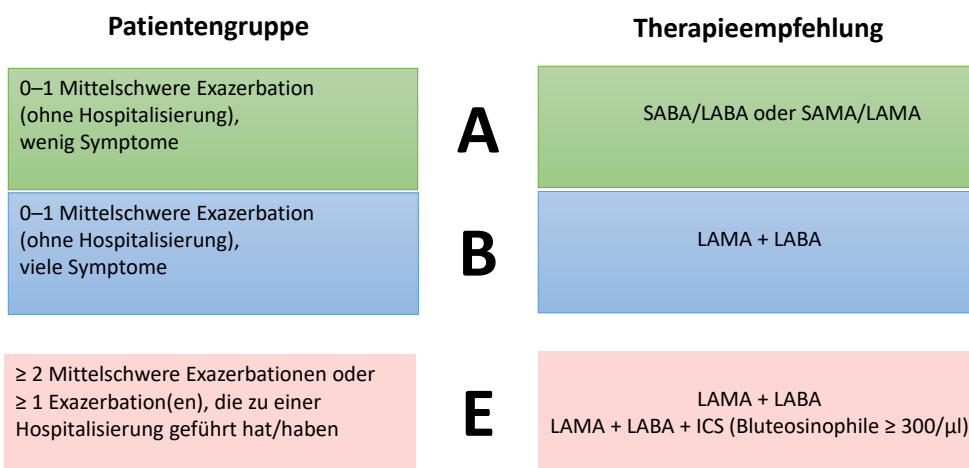 Patientengruppe
Therapieempfehlung
0–1 Mittelschwere Exazerbation
(ohne Hospitalisierung),
wenig Symptome
A
SABA/LABA oder SAMA/LAMA
0–1 Mittelschwere Exazerbation
(ohne Hospitalisierung),
viele Symptome
B
LAMA + LABA
≥ 2 Mittelschwere Exazerbationen oder
≥ 1 Exazerbation(en), die zu einer
Hospitalisierung geführt hat/haben
E
LAMA + LABA
LAMA + LABA + ICS (Bluteosinophile ≥ 300/µl)